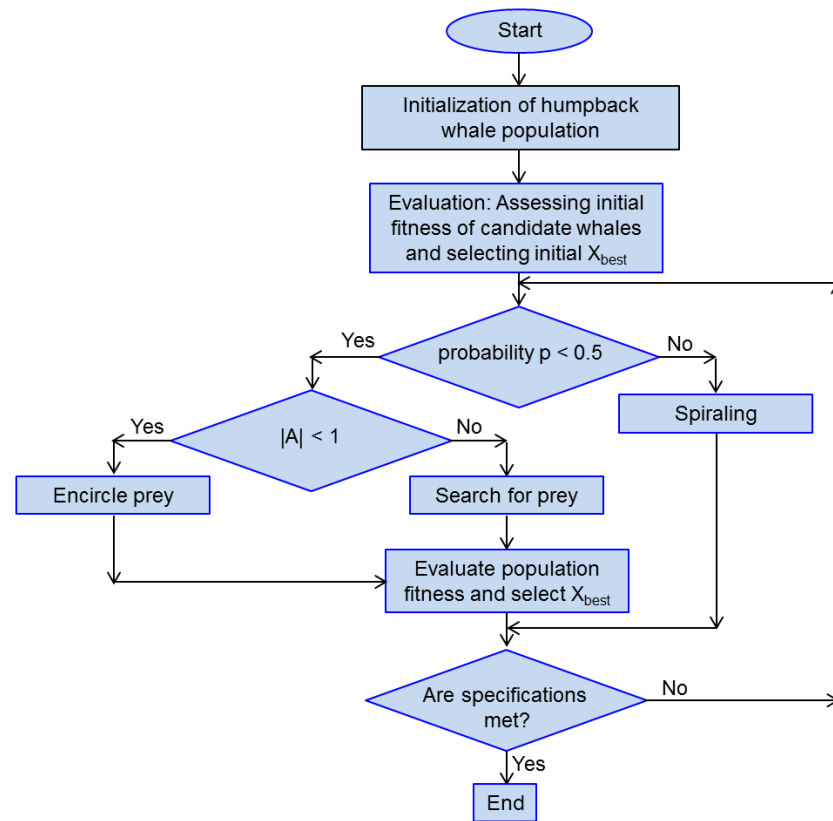 Start
Initialization of humpback
whale population
Evaluation: Assessing initial
fitness of candidate whales
and selecting initial Xbest
probability p < 0.5
Yes
No
|A| < 1
Spiraling
Yes
No
Encircle prey
Search for prey
Evaluate population
fitness and select Xbest
Are specifications
met?
No
Yes
End